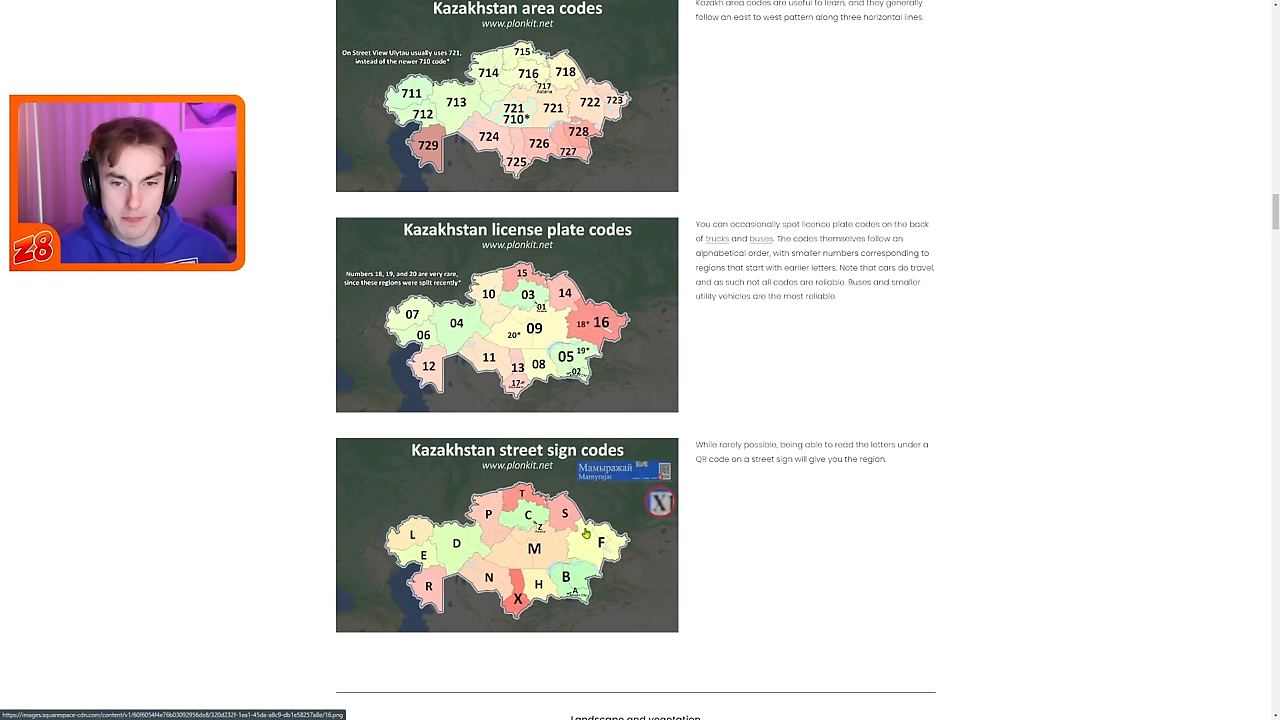 Kazakhstan area codes
www.plonkit.net
On Street View Ulytau usually uses 721,
instead of the newer 710 code*
715
714
716
718
717
Astana
711
713
721
721
722
723
712
710*
729
724
726
728
727
725
Kazakh area codes are useful to learn, and they generally
follow an east to west pattern along three horizontal lines.
Z8
Kazakhstan license plate codes
www.plonkit.net
Numbers 18, 19, and 20 are very rare,
since these regions were split recently*
15
10
03
14
01
07
04
09
18*
16
06
20*
12
11
13
08
05
19*
02
17*
You can occasionally spot licence plate codes on the back
of trucks and buses. The codes themselves follow an
alphabetical order, with smaller numbers corresponding to
regions that start with earlier letters. Note that cars do travel,
and as such not all codes are reliable. Buses and smaller
utility vehicles are the most reliable.
Kazakhstan street sign codes
www.plonkit.net
Мамыражай
Mamyrajai
X
T
P
C
S
Z
L
D
M
F
E
R
N
X
H
B
A
While rarely possible, being able to read the letters under a
QR code on a street sign will give you the region.
Landscape and vegetation